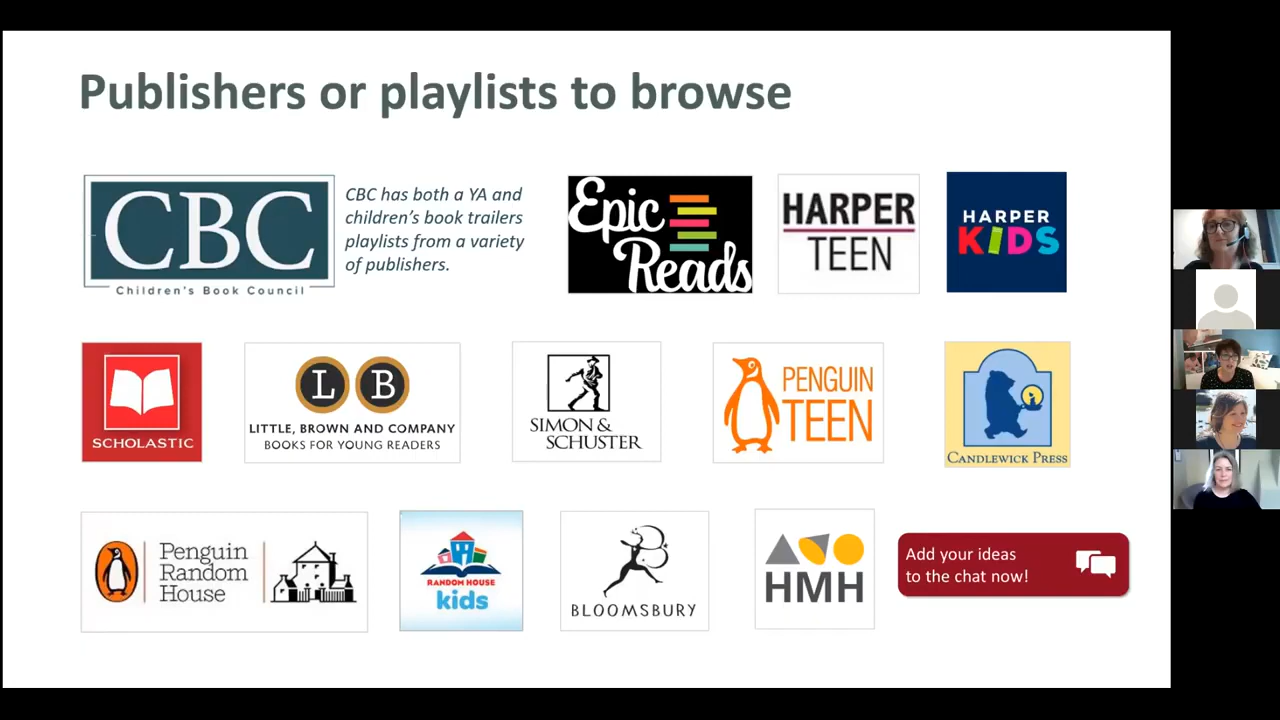 Publishers or playlists to browse
CBC
Children's Book Council
CBC has both a YA and
children's book trailers
playlists from a variety
of publishers.
Epic
Reads
HARPER
TEEN
HARPER
KIDS
SCHOLASTIC
L B
LITTLE, BROWN AND COMPANY
BOOKS FOR YOUNG READERS
SIMON &
SCHUSTER
PENGUIN
TEEN
CANDLEWICK PRESS
Penguin
Random
House
RANDOM HOUSE
kids
B
BLOOMSBURY
HMH
Add your ideas
to the chat now!